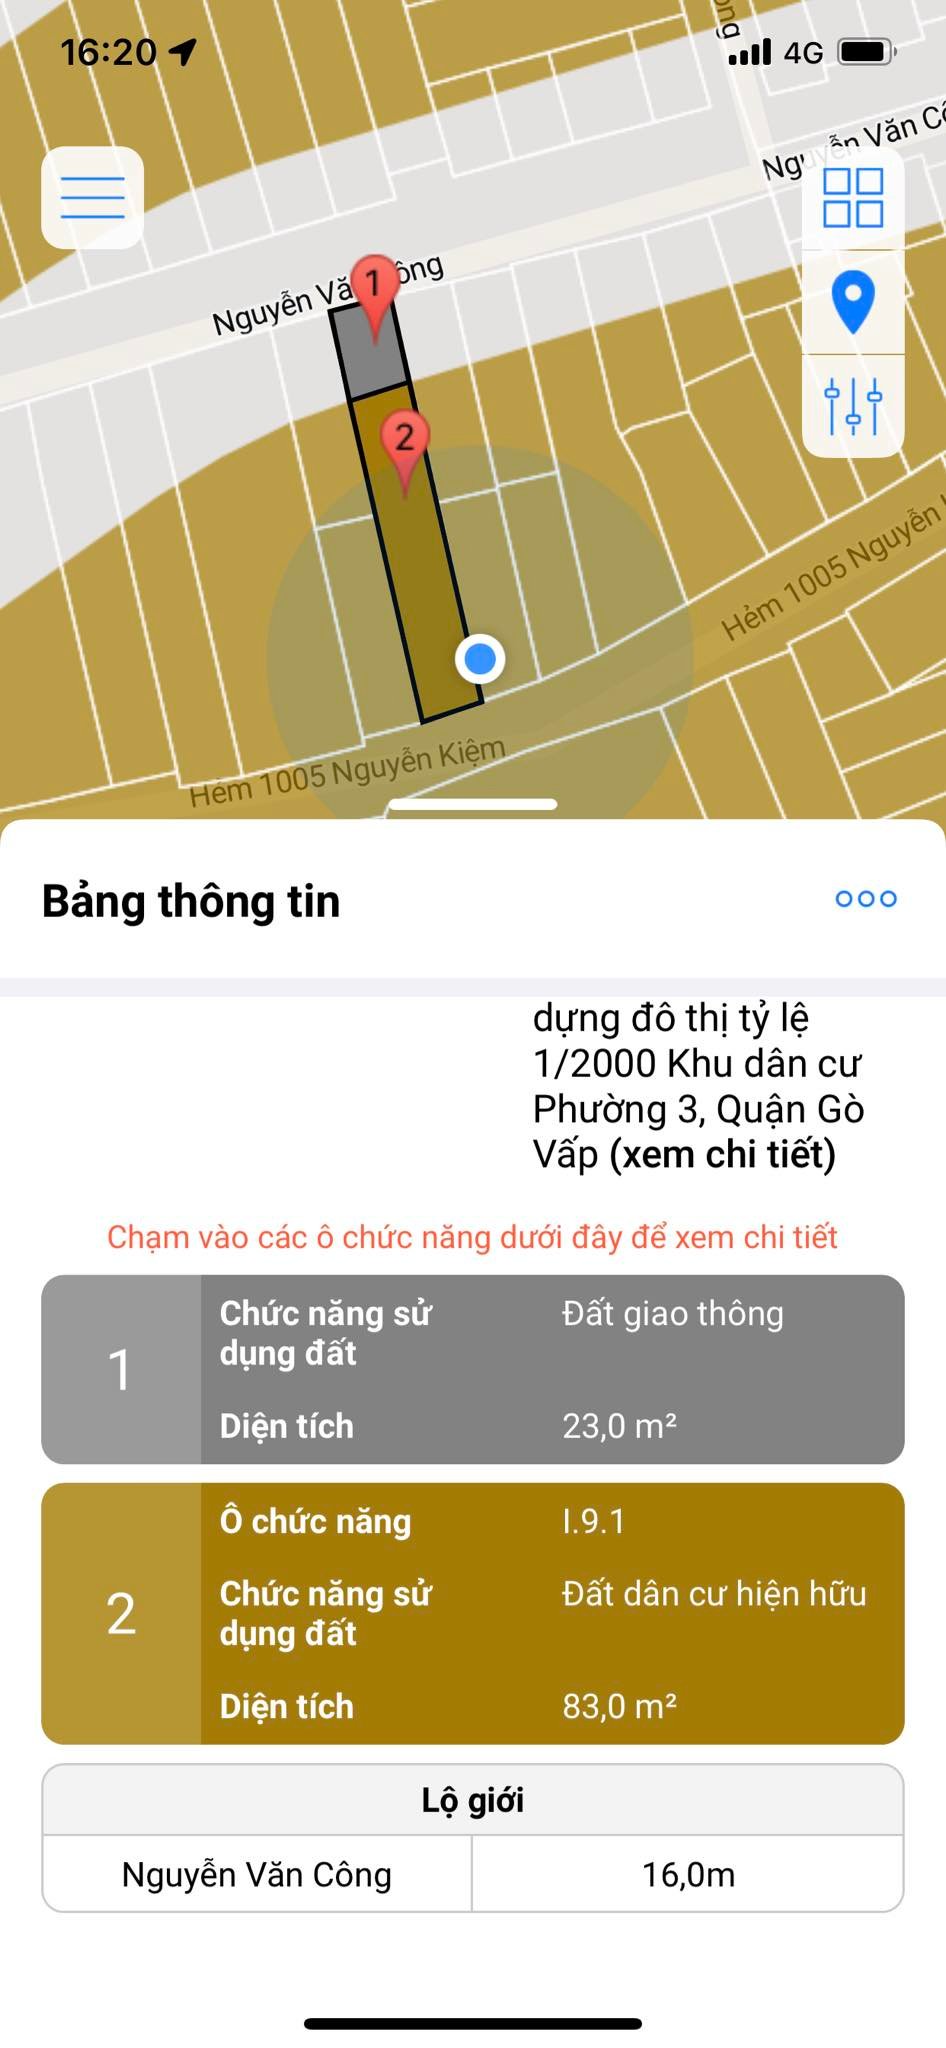 16:20
4G
Nguyễn Văn Cô
Nguyễn Vă
ông
1
2
Hẻm 1005 Nguyễn
Hẻm 1005 Nguyễn Kiệm
Bảng thông tin
dựng đô thị tỷ lệ
1/2000 Khu dân cư
Phường 3, Quận Gò
Vấp (xem chi tiết)
Chạm vào các ô chức năng dưới đây để xem chi tiết
1
Chức năng sử
dụng đất
Đất giao thông
Diện tích
23,0 m²
2
Ô chức năng
I.9.1
Chức năng sử
dụng đất
Đất dân cư hiện hữu
Diện tích
83,0 m²
Lộ giới
Nguyễn Văn Công
16,0m